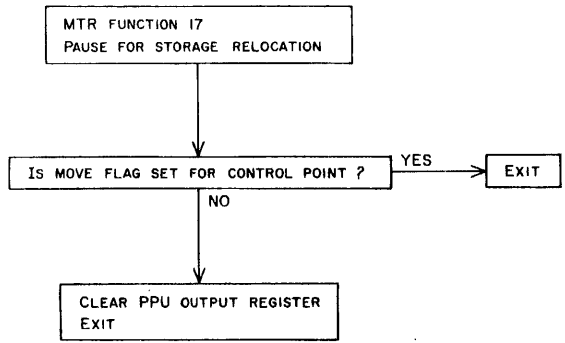 MTR FUNCTION 17
PAUSE FOR STORAGE RELOCATION
IS MOVE FLAG SET FOR CONTROL POINT ?
YES
EXIT
NO
CLEAR PPU OUTPUT REGISTER
EXIT